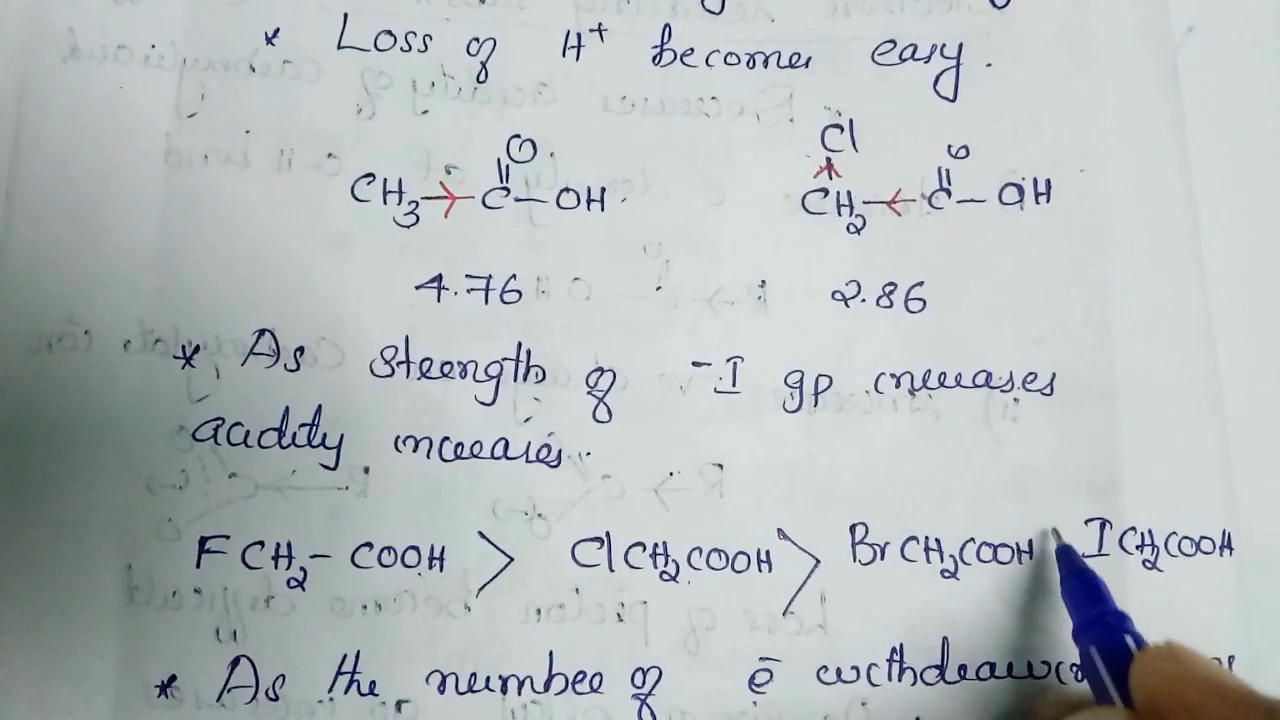 * Loss of H+ becomes easy.
O Cl O
CH3 C-OH. CH2 C-OH
4.76 2.86
* As strength of -I gp increases
acidity increases.
FCH2-COOH > ClCH2COOH > BrCH2COOH ICH2COOH
* As the number of ē